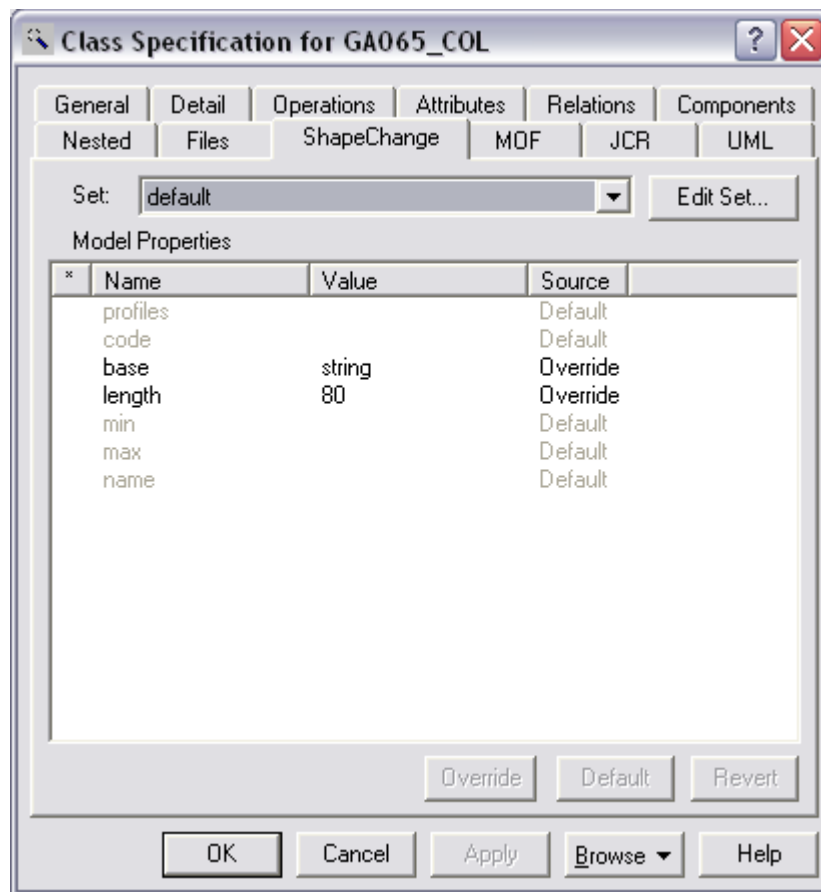 Class Specification for GA065_COL
?
General Detail Operations Attributes Relations Components
Nested Files ShapeChange MOF JCR UML
Set: default Edit Set...
Model Properties
* Name Value Source
profiles Default
code Default
base string Override
length 80 Override
min Default
max Default
name Default
Override Default Revert
OK Cancel Apply Browse Help